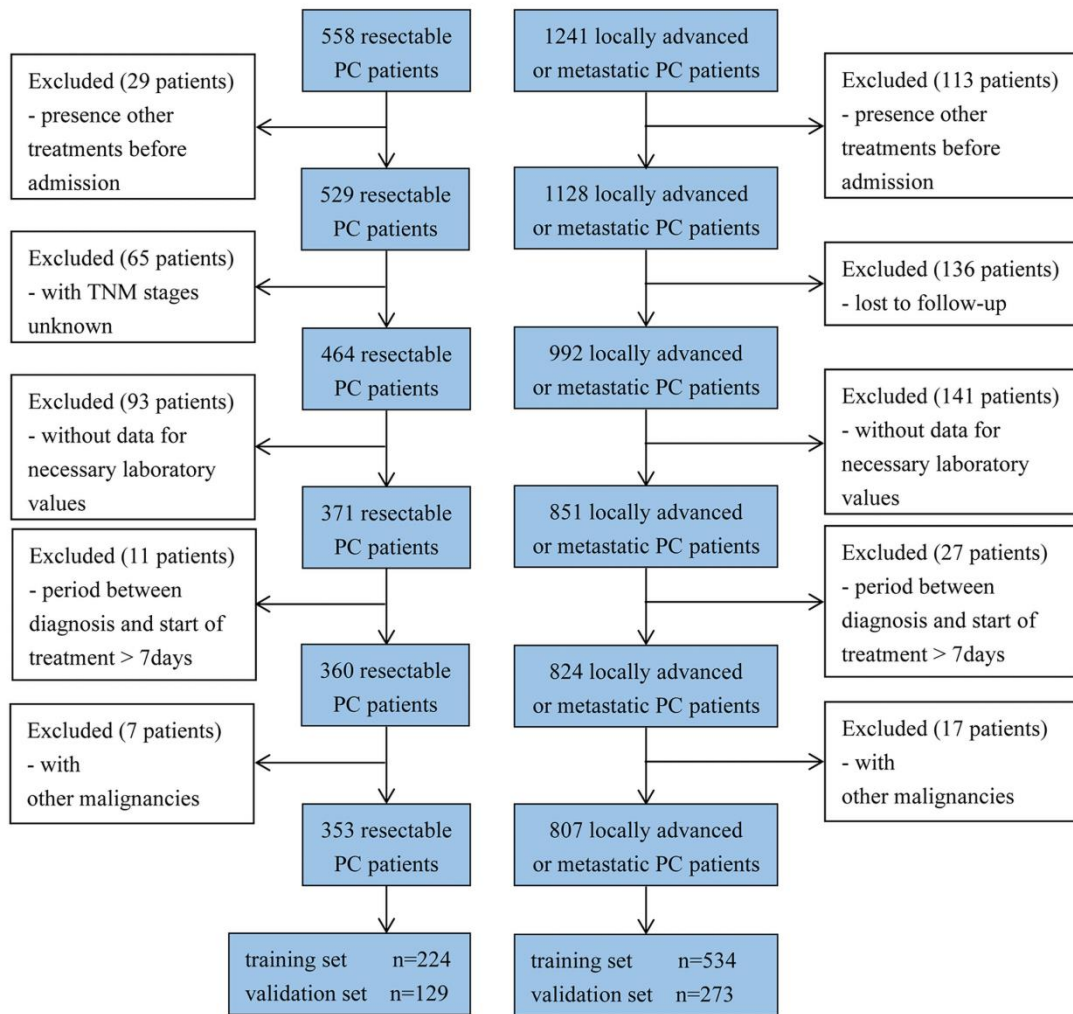 558 resectable
PC patients
Excluded (29 patients)
- presence other
treatments before
admission
529 resectable
PC patients
Excluded (65 patients)
- with TNM stages
unknown
464 resectable
PC patients
Excluded (93 patients)
- without data for
necessary laboratory
values
371 resectable
PC patients
Excluded (11 patients)
- period between
diagnosis and start of
treatment > 7days
360 resectable
PC patients
Excluded (7 patients)
- with
other malignancies
353 resectable
PC patients
training set n=224
validation set n=129
1241 locally advanced
or metastatic PC patients
Excluded (113 patients)
- presence other
treatments before
admission
1128 locally advanced
or metastatic PC patients
Excluded (136 patients)
- lost to follow-up
992 locally advanced
or metastatic PC patients
Excluded (141 patients)
- without data for
necessary laboratory
values
851 locally advanced
or metastatic PC patients
Excluded (27 patients)
- period between
diagnosis and start of
treatment > 7days
824 locally advanced
or metastatic PC patients
Excluded (17 patients)
- with
other malignancies
807 locally advanced
or metastatic PC patients
training set n=534
validation set n=273